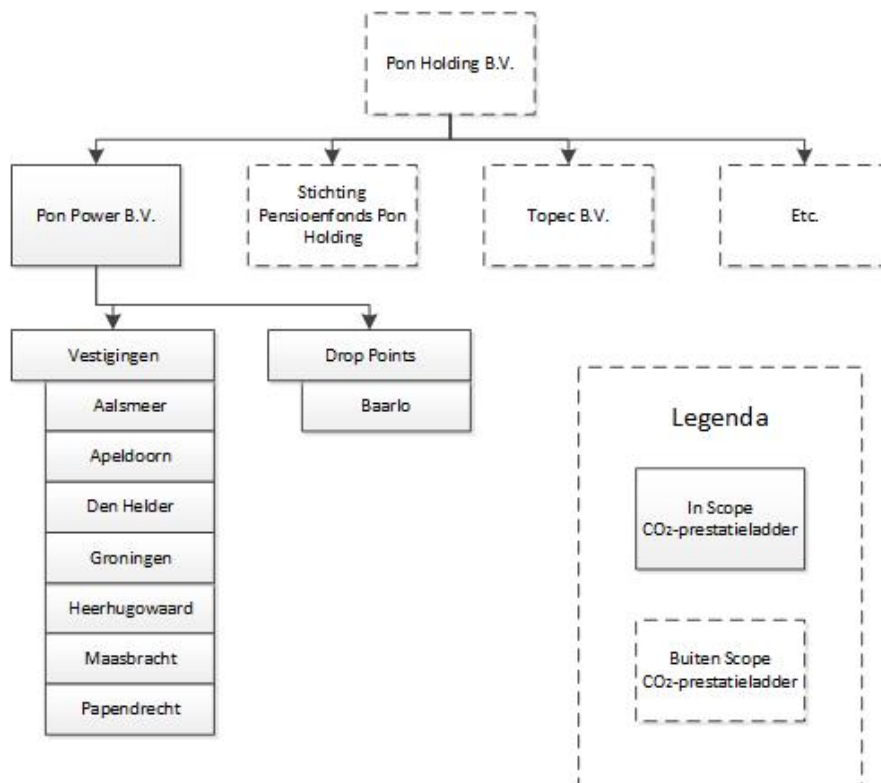 Pon Holding B.V.
Pon Power B.V.
Stichting
Pensioenfonds Pon
Holding
Topec B.V.
Etc.
Vestigingen
Aalsmeer
Apeldoorn
Den Helder
Groningen
Heerhugowaard
Maasbracht
Papendrecht
Drop Points
Baarlo
Legenda
In Scope
CO₂-prestatieladder
Buiten Scope
CO₂-prestatieladder